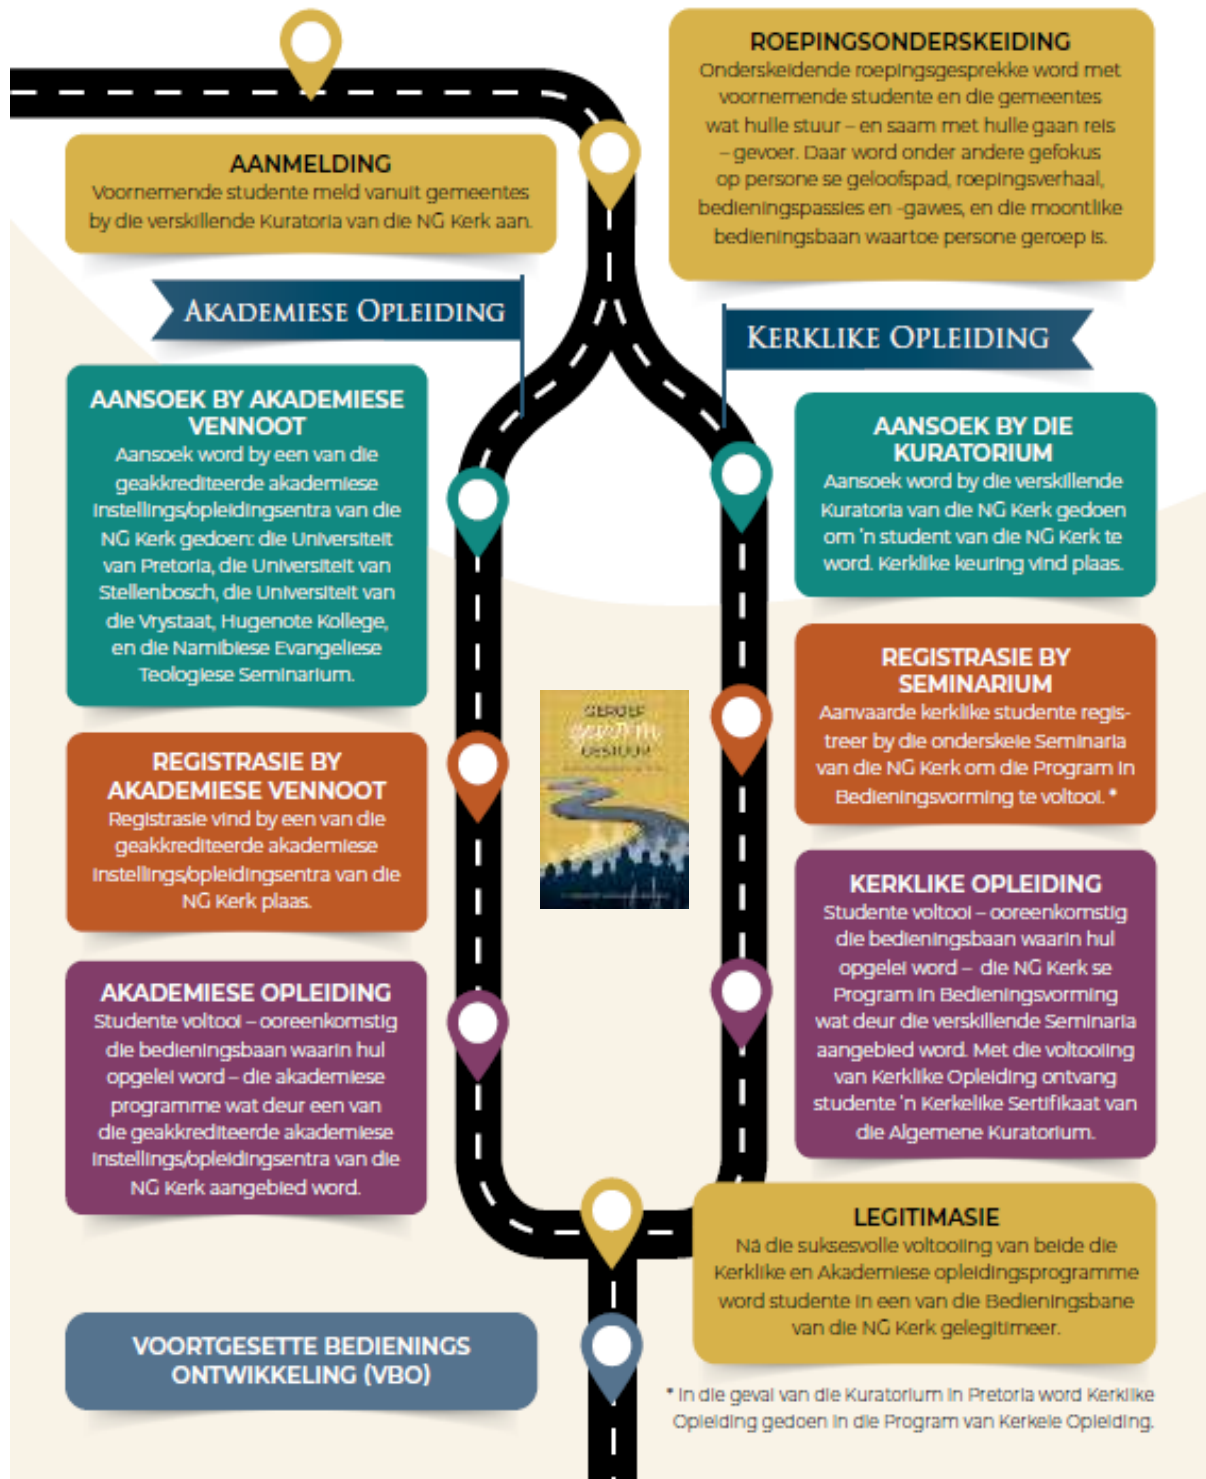 AANMELDING
Voornemende studente meld vanuit gemeentes
by die verskillende Kuratoria van die NG Kerk aan.
ROEPINGSONDERSKEIDING
Onderskeidende roepingsgesprekke word met
voornemende studente en die gemeentes
wat hulle stuur – en saam met hulle gaan reis
– gevoer. Daar word onder andere gefokus
op persone se geloofspad, roepingsverhaal,
bedieningspassies en -gawes, en die moontlike
bedieningsbaan waartoe persone geroep is.
AKADEMIESE OPLEIDING
AANSOEK BY AKADEMIESE
VENNOOT
Aansoek word by een van die
geakkrediteerde akademiese
instellings/opleidingsentra van die
NG Kerk gedoen: die Universiteit
van Pretoria, die Universiteit van
Stellenbosch, die Universiteit van
die Vrystaat, Hugenote Kollege,
en die Namibiese Evangeliese
Teologiese Seminarium.
REGISTRASIE BY
AKADEMIESE VENNOOT
Registrasie vind by een van die
geakkrediteerde akademiese
instellings/opleidingsentra van die
NG Kerk plaas.
AKADEMIESE OPLEIDING
Studente voltooi – ooreenkomstig
die bedieningsbaan waarin hul
opgelei word – die akademiese
programme wat deur een van
die geakkrediteerde akademiese
instellings/opleidingsentra van die
NG Kerk aangebied word.
KERKLIKE OPLEIDING
AANSOEK BY DIE
KURATORIUM
Aansoek word by die verskillende
Kuratoria van die NG Kerk gedoen
om 'n student van die NG Kerk te
word. Kerklike keuring vind plaas.
REGISTRASIE BY
SEMINARIUM
Aanvaarde kerklike studente regis-
treer by die onderskeie Seminaria
van die NG Kerk om die Program in
Bedieningsvorming te voltooi. *
KERKLIKE OPLEIDING
Studente voltooi – ooreenkomstig
die bedieningsbaan waarin hul
opgelei word – die NG Kerk se
Program in Bedieningsvorming
wat deur die verskillende Seminaria
aangebied word. Met die voltooiing
van Kerklike Opleiding ontvang
studente 'n Kerkelike Sertifikaat van
die Algemene Kuratorium.
GEROEP
gevorm
GESTUUR
LEGITIMASIE
Ná die suksesvolle voltooiing van beide die
Kerklike en Akademiese opleidingsprogramme
word studente in een van die Bedieningsbane
van die NG Kerk gelegitimeer.
VOORTGESETTE BEDIENINGS
ONTWIKKELING (VBO)
* In die geval van die Kuratorium in Pretoria word Kerklike
Opleiding gedoen in die Program van Kerkeie Opleiding.